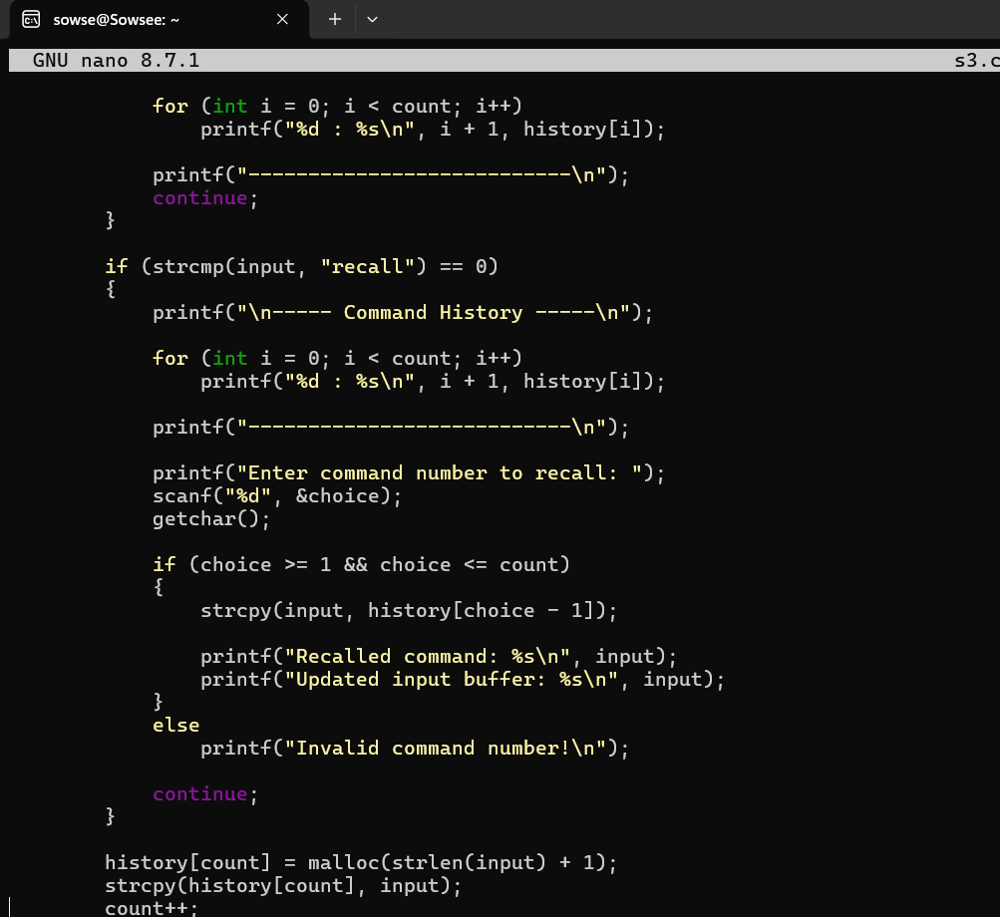 sowse@Sowsee: ~
GNU nano 8.7.1 s3.c
for (int i = 0; i < count; i++)
printf("%d : %s\n", i + 1, history[i]);
printf("---------------------------\n");
continue;
}
if (strcmp(input, "recall") == 0)
{
printf("\n----- Command History -----\n");
for (int i = 0; i < count; i++)
printf("%d : %s\n", i + 1, history[i]);
printf("---------------------------\n");
printf("Enter command number to recall: ");
scanf("%d", &choice);
getchar();
if (choice >= 1 && choice <= count)
{
strcpy(input, history[choice - 1]);
printf("Recalled command: %s\n", input);
printf("Updated input buffer: %s\n", input);
}
else
printf("Invalid command number!\n");
continue;
}
history[count] = malloc(strlen(input) + 1);
strcpy(history[count], input);
count++;